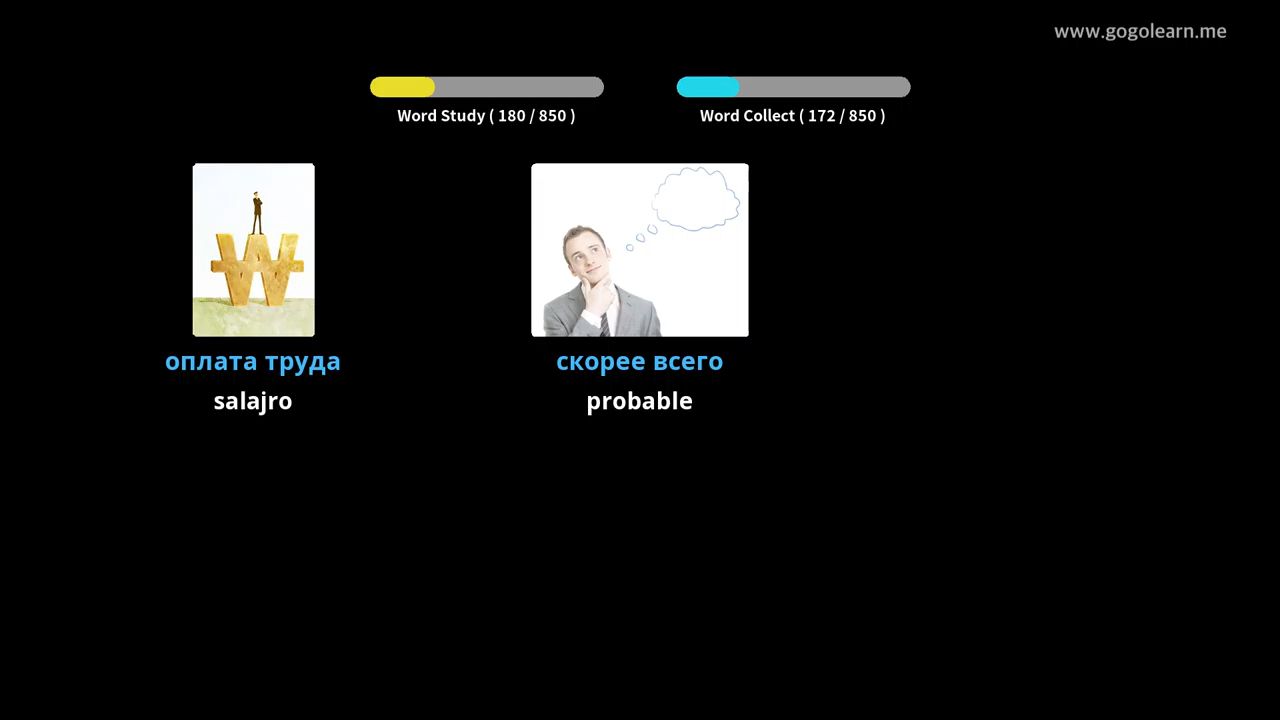 www.gogolearn.me
Word Study ( 180 / 850 )
Word Collect ( 172 / 850 )
оплата труда
скорее всего
salajro
probable